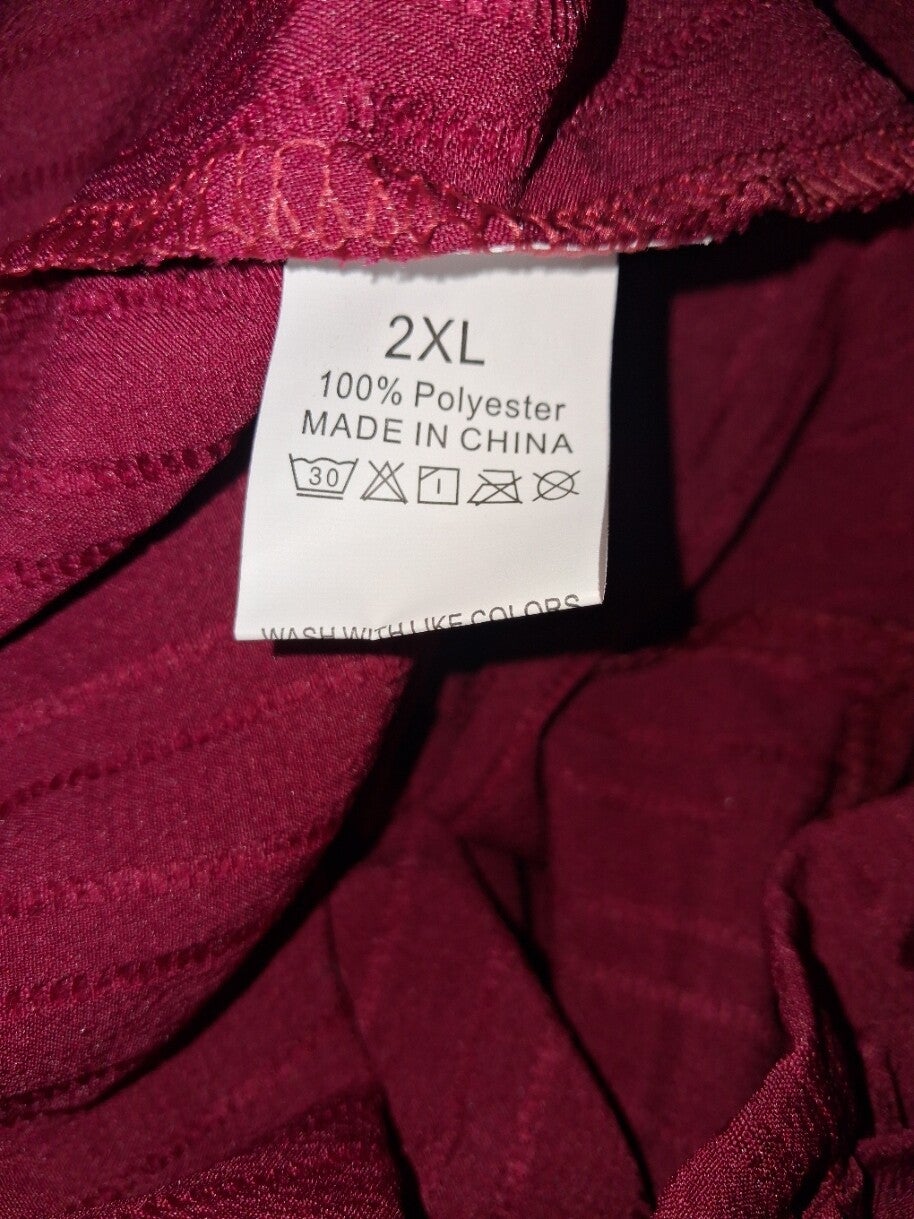 2XL
100% Polyester
MADE IN CHINA
30
WASH WITH LIKE COLORS